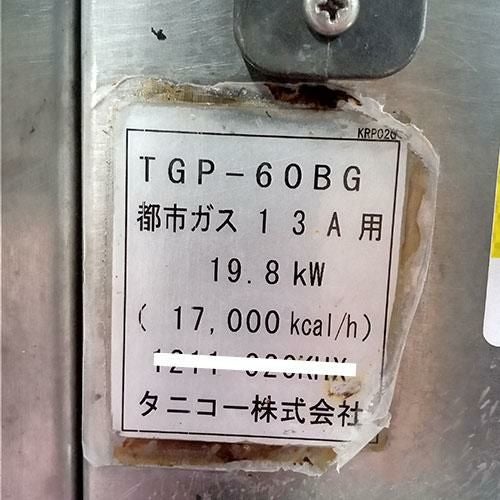 KRP020
TGP-60BG
都市ガス13A用
19.8kW
(17,000kcal/h)
タニコー株式会社